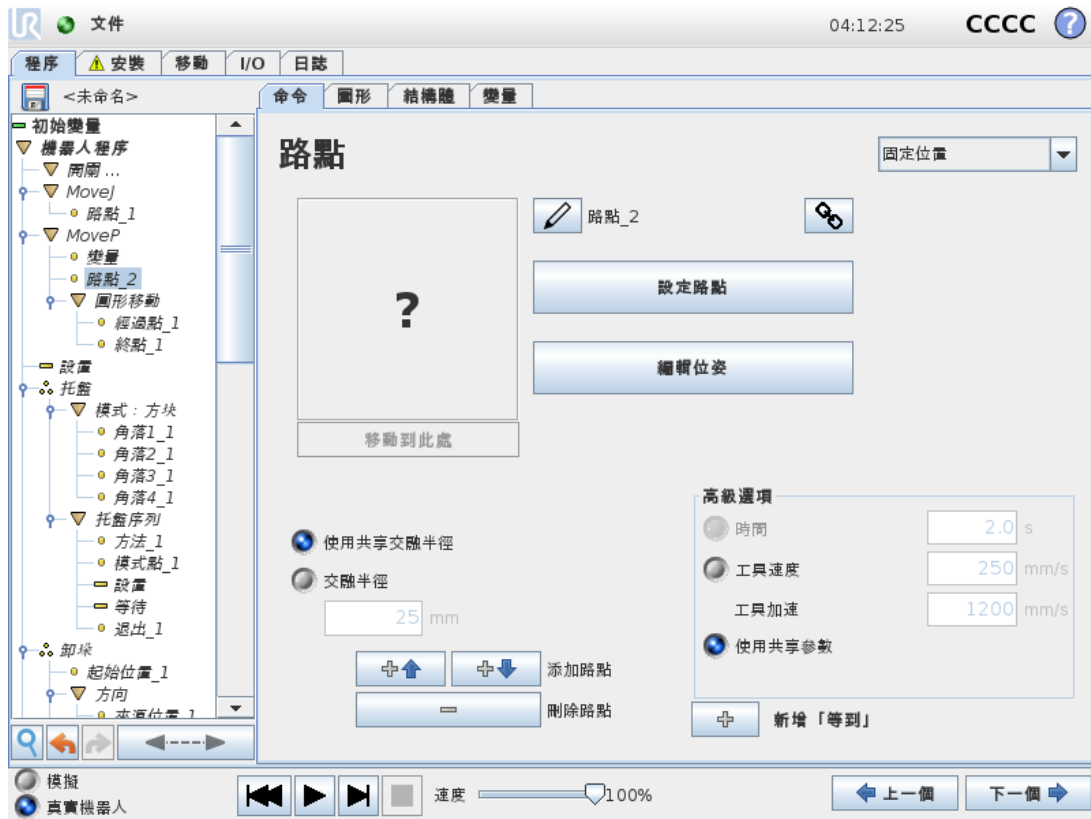 UR 文件 04:12:25 CCCC ?
程序 安裝 移動 I/O 日誌
<未命名> 命令 圖形 結構體 變量
初始變量
機器人程序
開關 ...
MoveJ
路點_1
MoveP
變量
路點_2
圓形移動
經過點_1
終點_1
設置
托盤
模式：方块
角落1_1
角落2_1
角落3_1
角落4_1
托盤序列
方法_1
模式點_1
設置
等待
退出_1
卸垛
起始位置_1
方向
來源位置_1
路點
固定位置
?
路點_2
設定路點
編輯位姿
移動到此處
使用共享交融半徑
交融半徑
25 mm
添加路點
刪除路點
高級選項
時間 2.0 s
工具速度 250 mm/s
工具加速 1200 mm/s
使用共享參數
新增「等到」
模擬
真實機器人
速度 100%
上一個 下一個